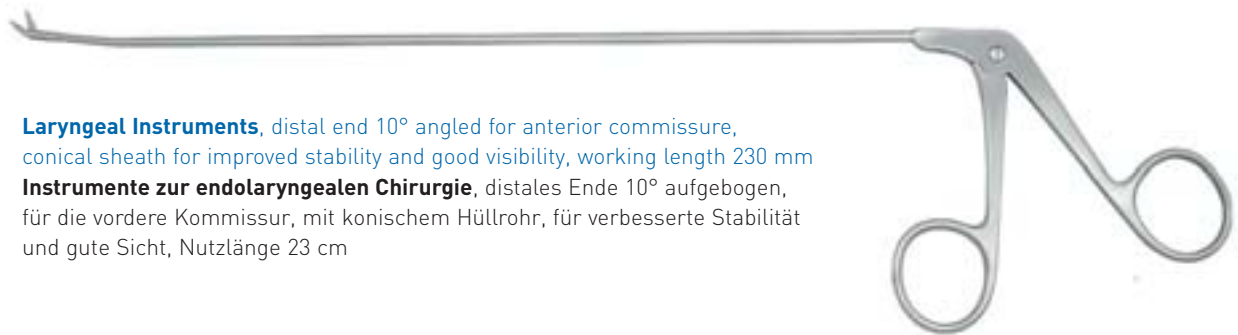 Laryngeal Instruments, distal end 10° angled for anterior commissure,
conical sheath for improved stability and good visibility, working length 230 mm
Instrumente zur endolaryngealen Chirurgie, distales Ende 10° aufgebogen,
für die vordere Kommissur, mit konischem Hüllrohr, für verbesserte Stabilität
und gute Sicht, Nutzlänge 23 cm